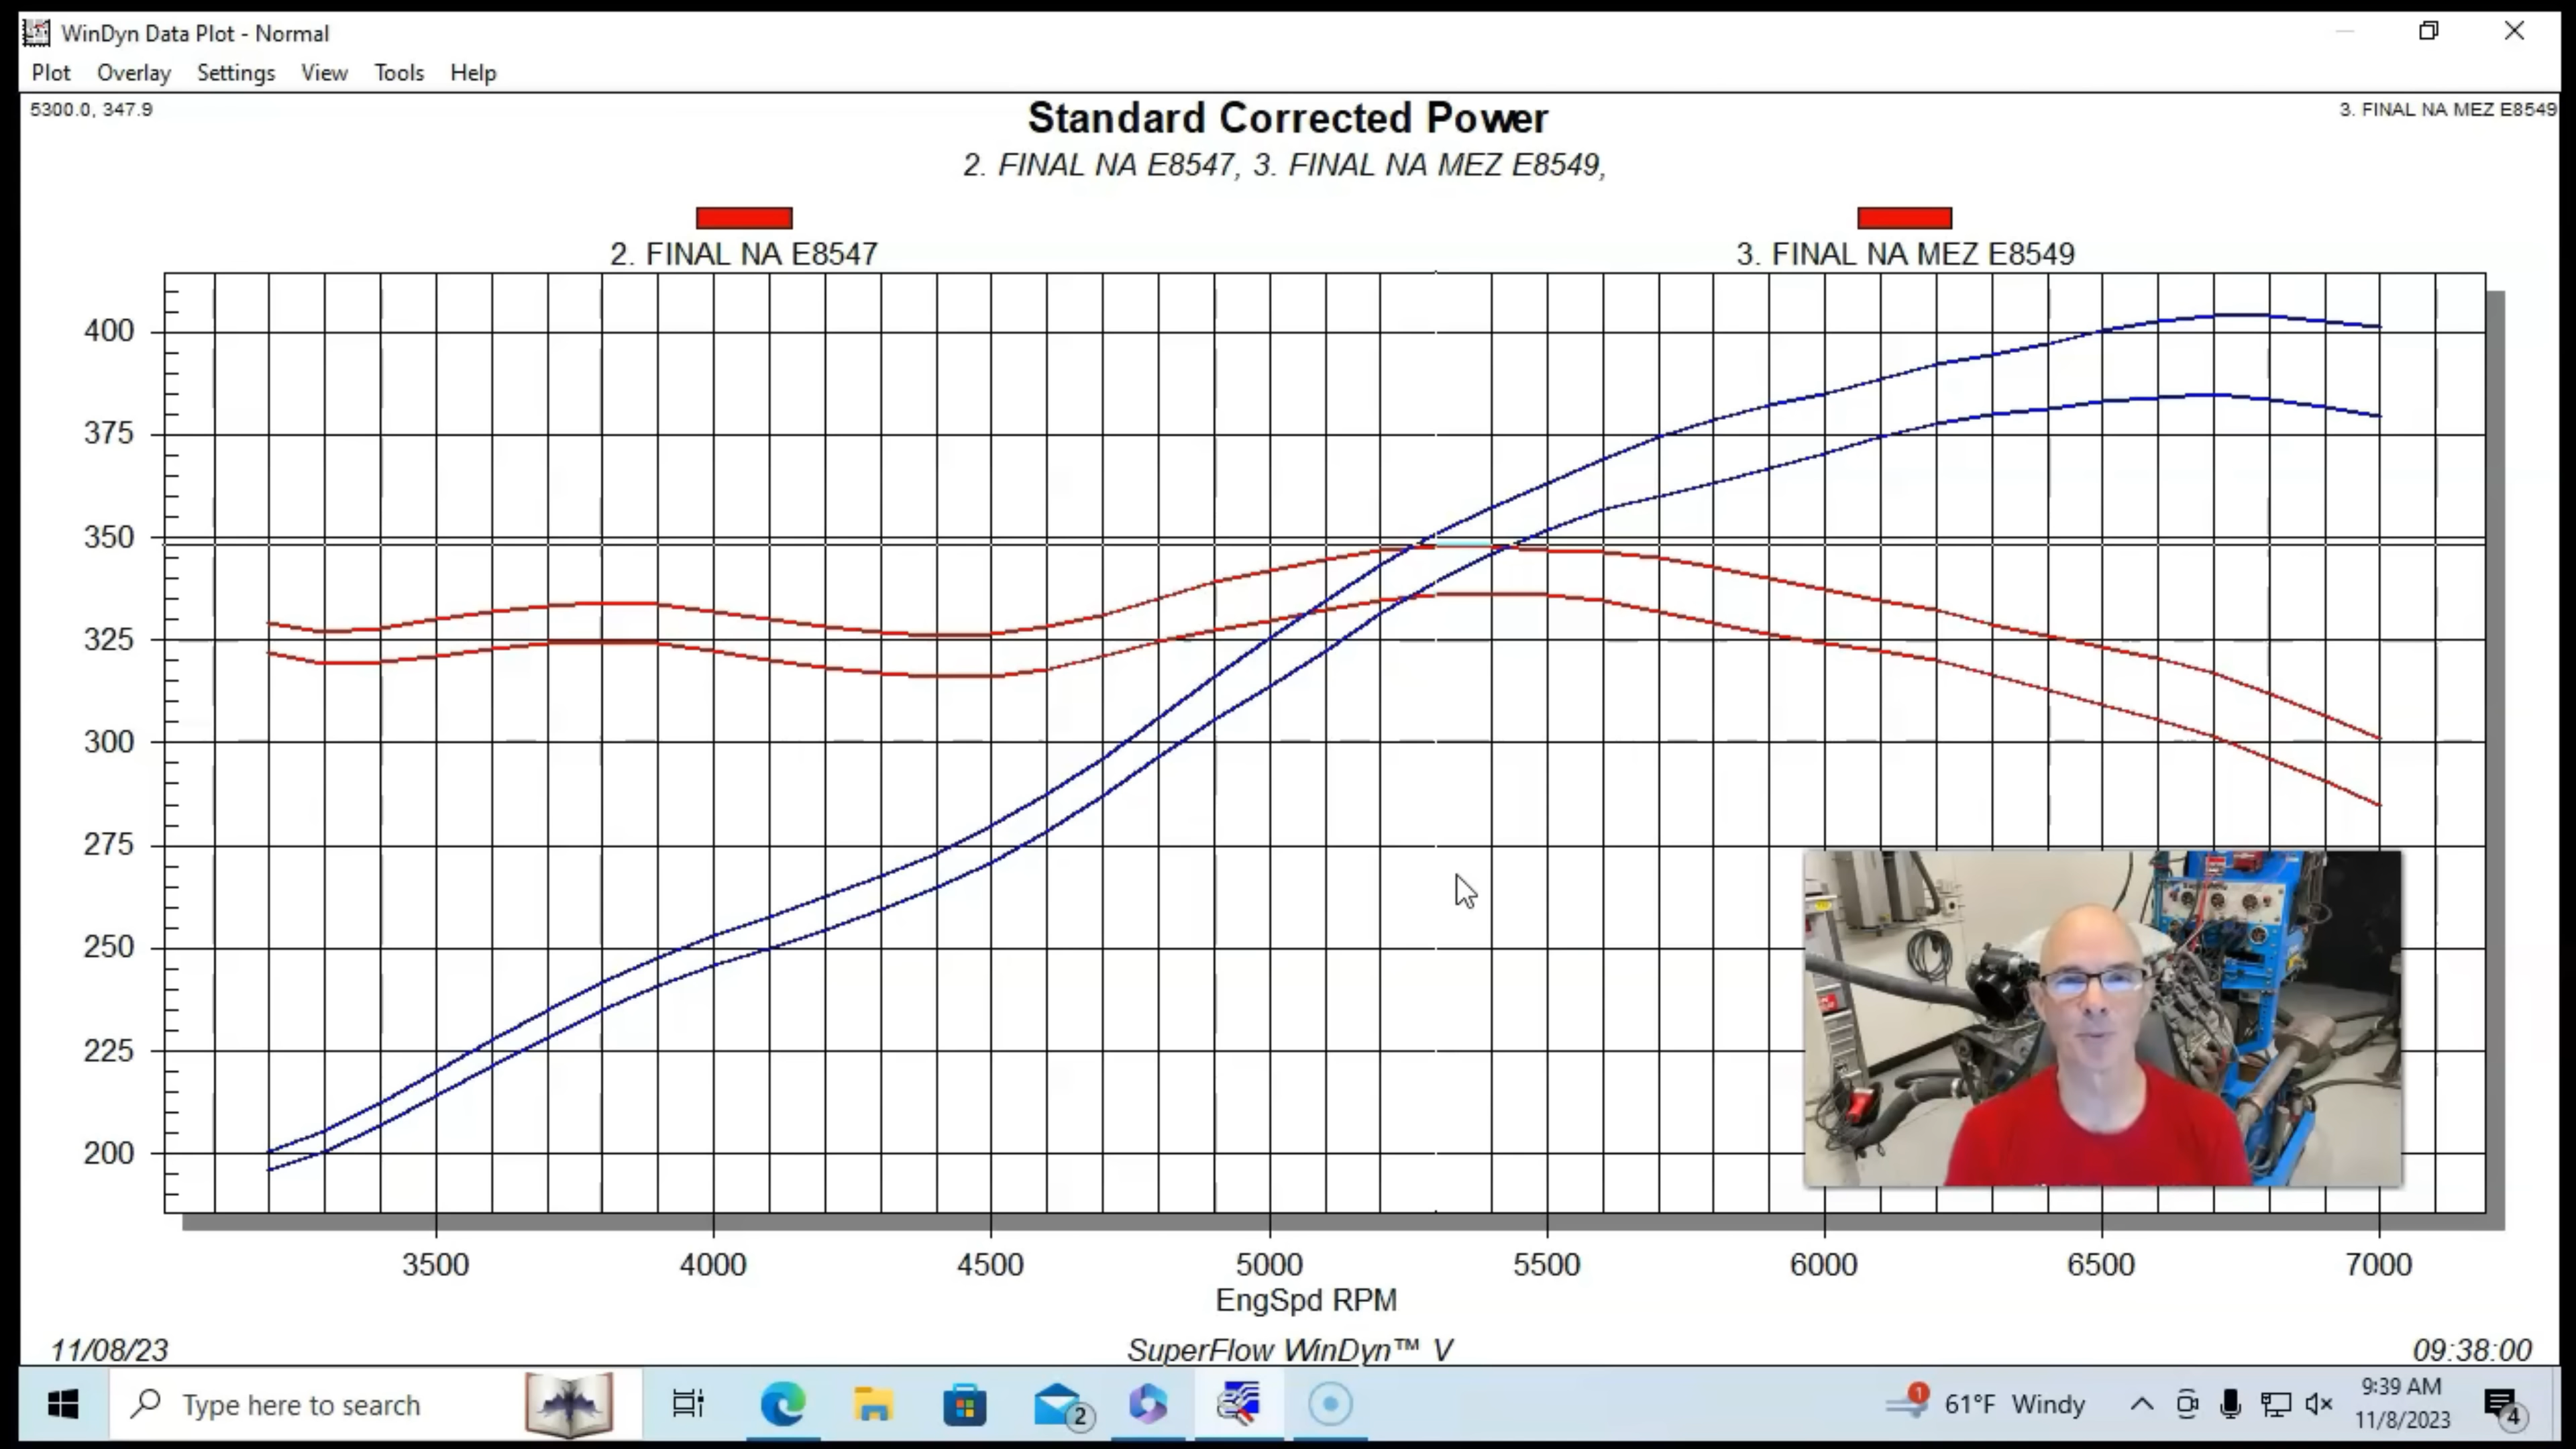 WinDyn Data Plot - Normal
Plot Overlay Settings View Tools Help
5300.0, 347.9
3. FINAL NA MEZ E8549
Standard Corrected Power
2. FINAL NA E8547, 3. FINAL NA MEZ E8549,
2. FINAL NA E8547
3. FINAL NA MEZ E8549
400
375
350
325
300
275
250
225
200
3500 4000 4500 5000 5500 6000 6500 7000
EngSpd RPM
11/08/23
SuperFlow WinDyn™ V
09:38:00
Type here to search
2
1
61°F Windy
9:39 AM
11/8/2023
4